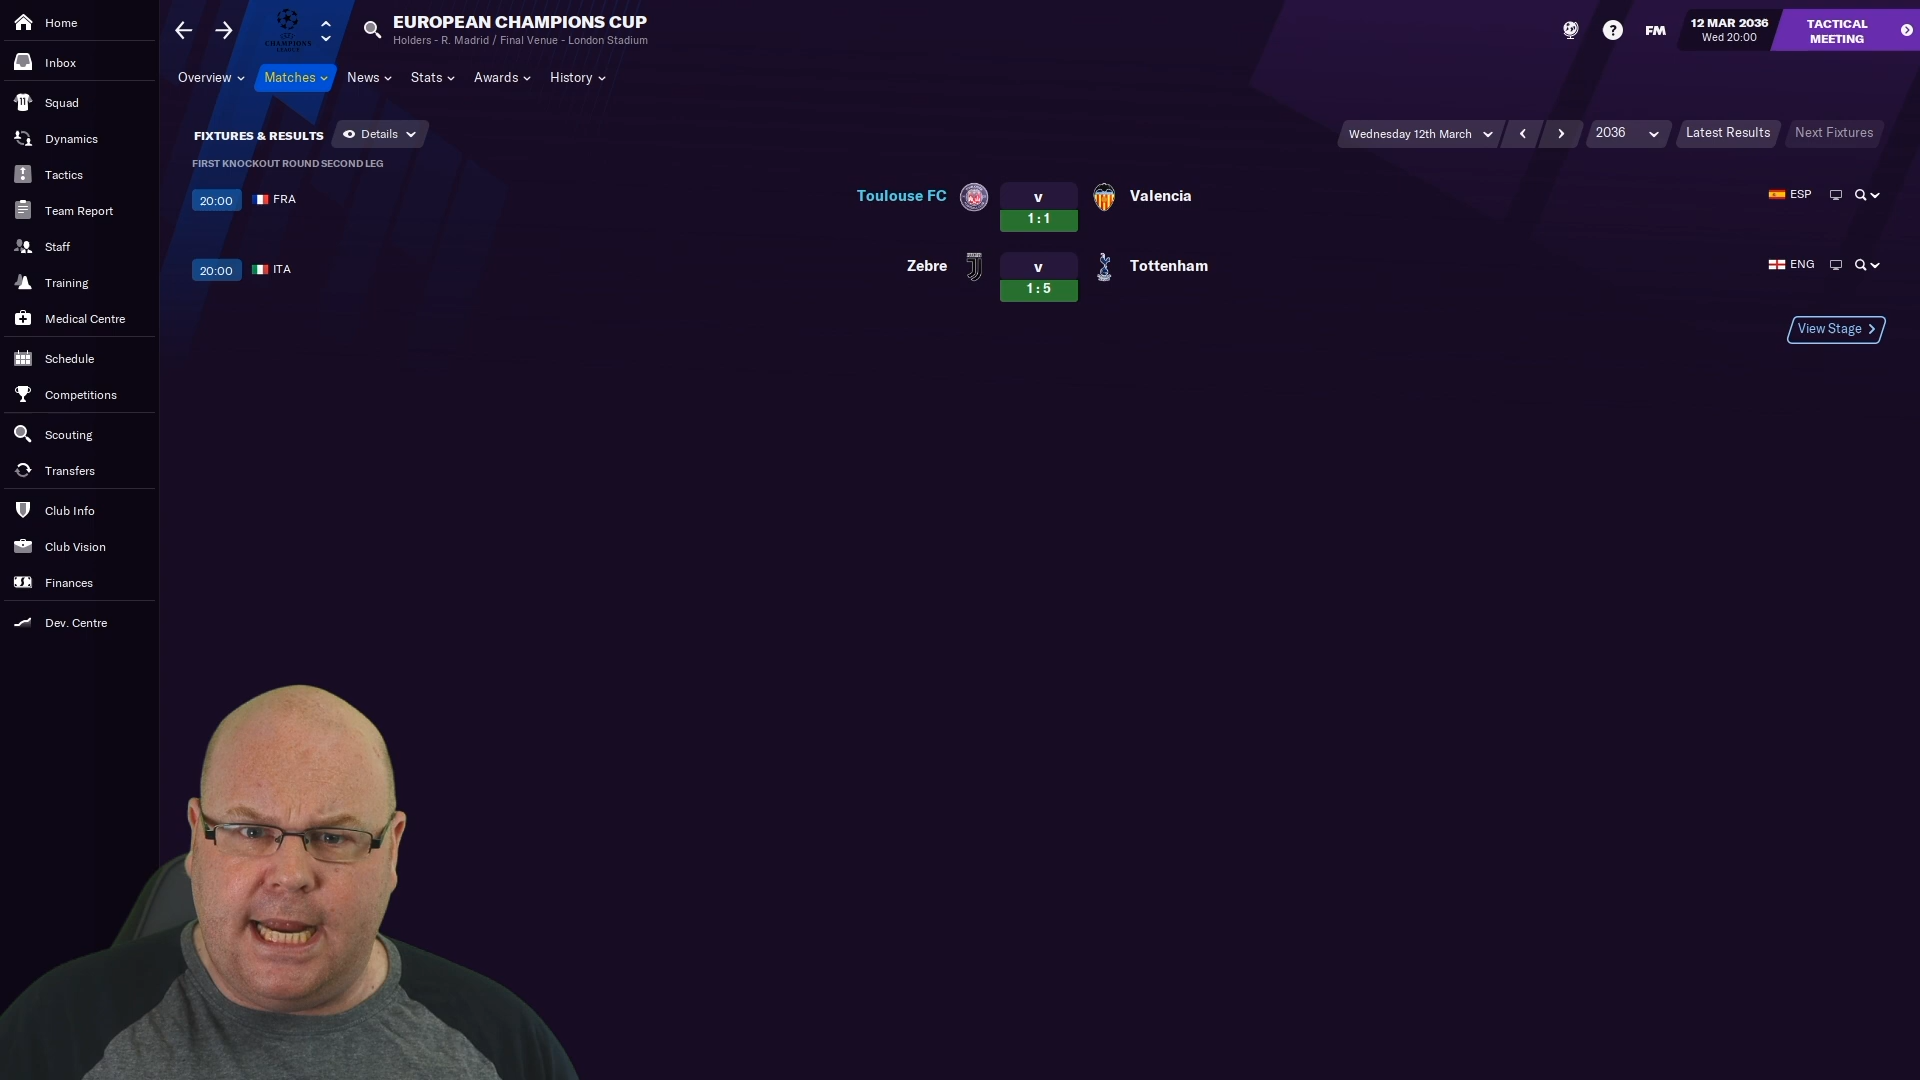 Home
Inbox
Squad
Dynamics
Tactics
Team Report
Staff
Training
Medical Centre
Schedule
Competitions
Scouting
Transfers
Club Info
Club Vision
Finances
Dev. Centre
CHAMPIONS
LEAGUE
EUROPEAN CHAMPIONS CUP
Holders - R. Madrid / Final Venue - London Stadium
FM
12 MAR 2036
Wed 20:00
TACTICAL
MEETING
Overview Matches News Stats Awards History
FIXTURES & RESULTS Details
Wednesday 12th March 2036 Latest Results Next Fixtures
FIRST KNOCKOUT ROUND SECOND LEG
20:00 FRA Toulouse FC v Valencia ESP
1 : 1
20:00 ITA Zebre v Tottenham ENG
1 : 5
View Stage